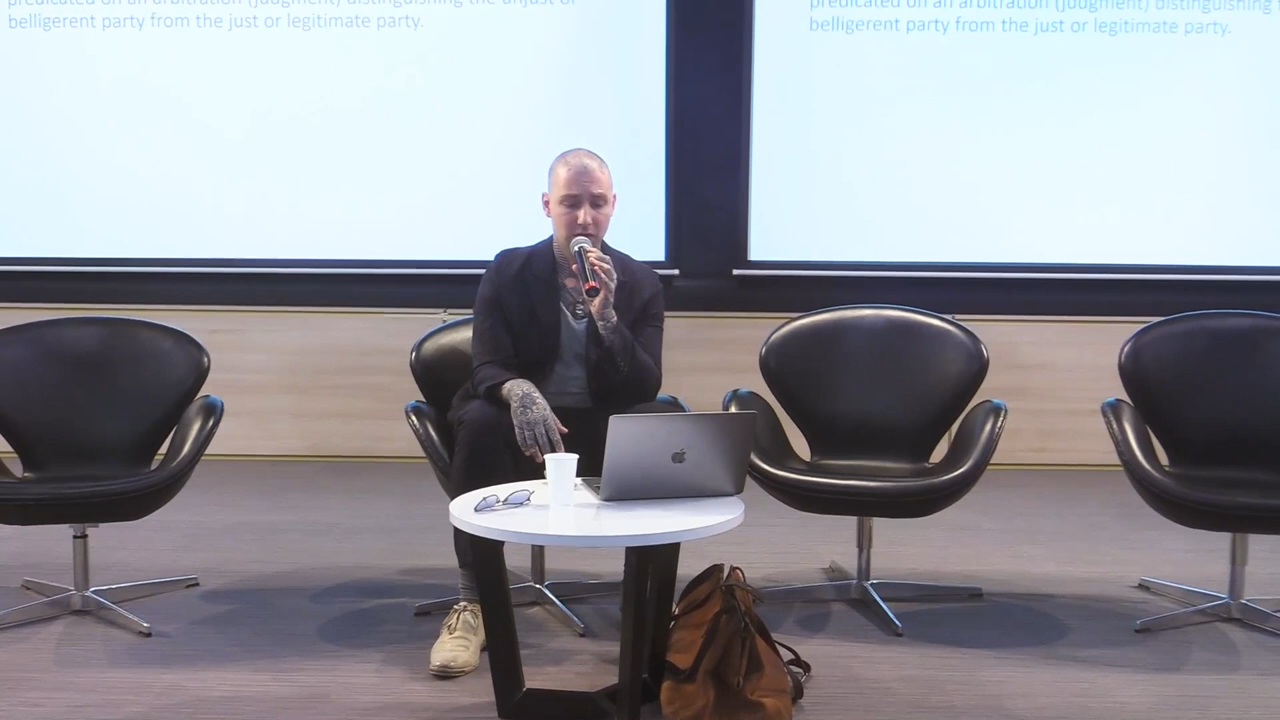 predicated on an arbitration (judgment) distinguishing the unjust or
belligerent party from the just or legitimate party.
predicated on an arbitration (judgment) distinguishing
belligerent party from the just or legitimate party.